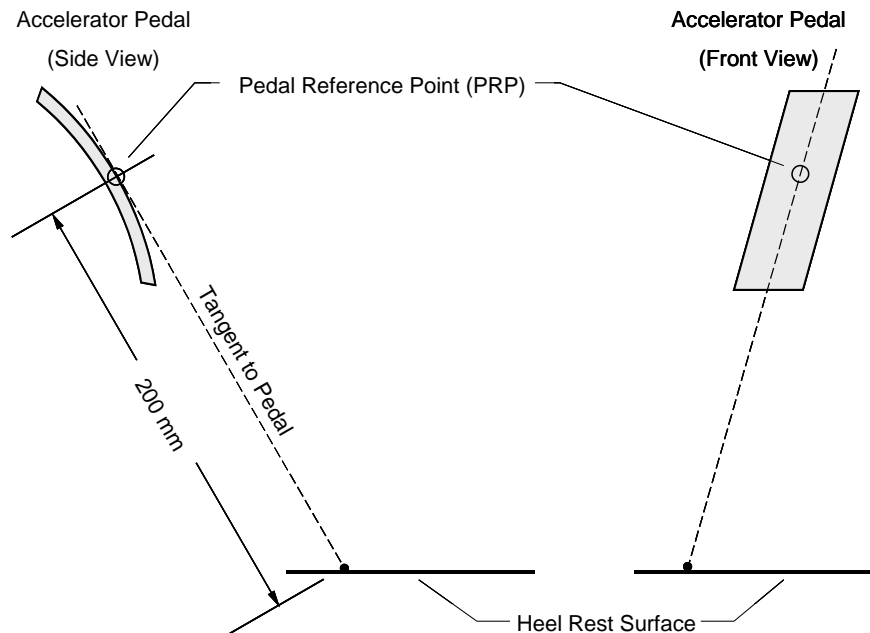 Accelerator Pedal
(Side View)
Accelerator Pedal
(Front View)
Pedal Reference Point (PRP)
Tangent to Pedal
200 mm
Heel Rest Surface